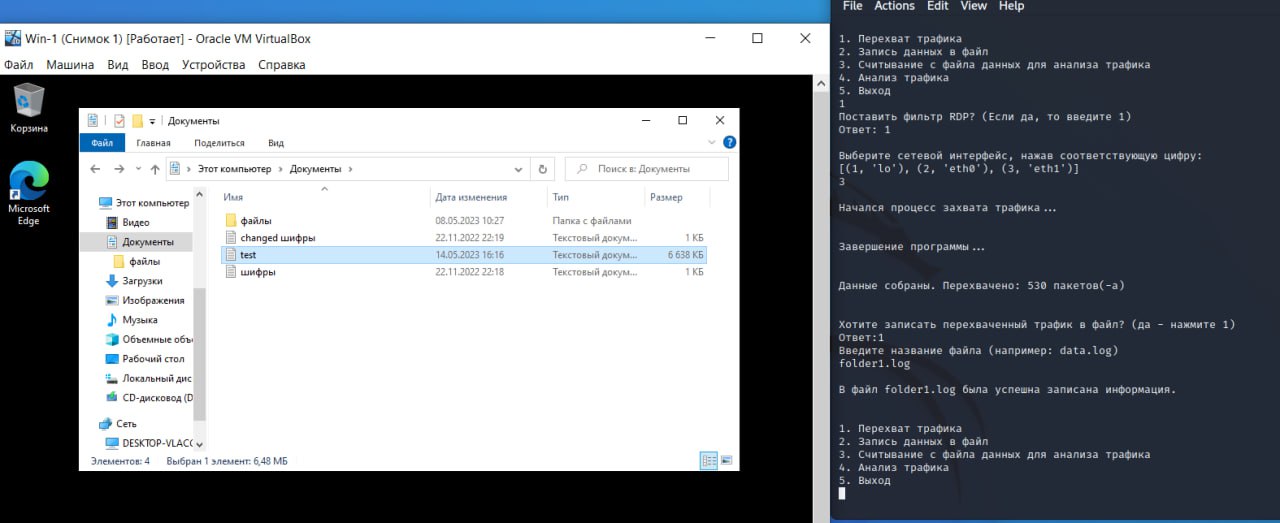 Win-1 (Снимок 1) [Работает] - Oracle VM VirtualBox
Файл Машина Вид Ввод Устройства Справка
Корзина
Microsoft
Edge
Документы
Файл Главная Поделиться Вид
Этот компьютер Документы
Поиск в: Документы
Имя Дата изменения Тип Размер
файлы 08.05.2023 10:27 Папка с файлами
changed шифры 22.11.2022 22:19 Текстовый докум... 1 КБ
test 14.05.2023 16:16 Текстовый докум... 6 638 КБ
шифры 22.11.2022 22:18 Текстовый докум... 1 КБ
Этот компьютер
Видео
Документы
файлы
Загрузки
Изображения
Музыка
Объемные объ
Рабочий стол
Локальный дис
CD-дисковод (D
Сеть
DESKTOP-VLACC
Элементов: 4 Выбран 1 элемент: 6,48 МБ
File Actions Edit View Help
1. Перехват трафика
2. Запись данных в файл
3. Считывание с файла данных для анализа трафика
4. Анализ трафика
5. Выход
1
Поставить фильтр RDP? (Если да, то введите 1)
Ответ: 1
Выберите сетевой интерфейс, нажав соответствующую цифру:
[(1, 'lo'), (2, 'eth0'), (3, 'eth1')]
3
Начался процесс захвата трафика...
Завершение программы...
Данные собраны. Перехвачено: 530 пакетов(-а)
Хотите записать перехваченный трафик в файл? (да - нажмите 1)
Ответ:1
Введите название файла (например: data.log)
folder1.log
В файл folder1.log была успешна записана информация.
1. Перехват трафика
2. Запись данных в файл
3. Считывание с файла данных для анализа трафика
4. Анализ трафика
5. Выход